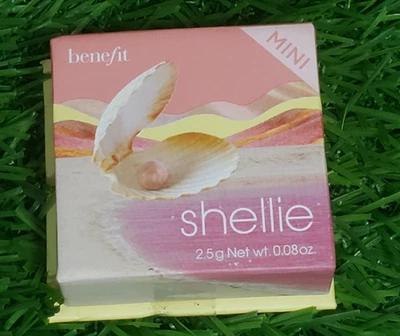 benefit
MINI
shellie
2.5g Net wt. 0.08oz.